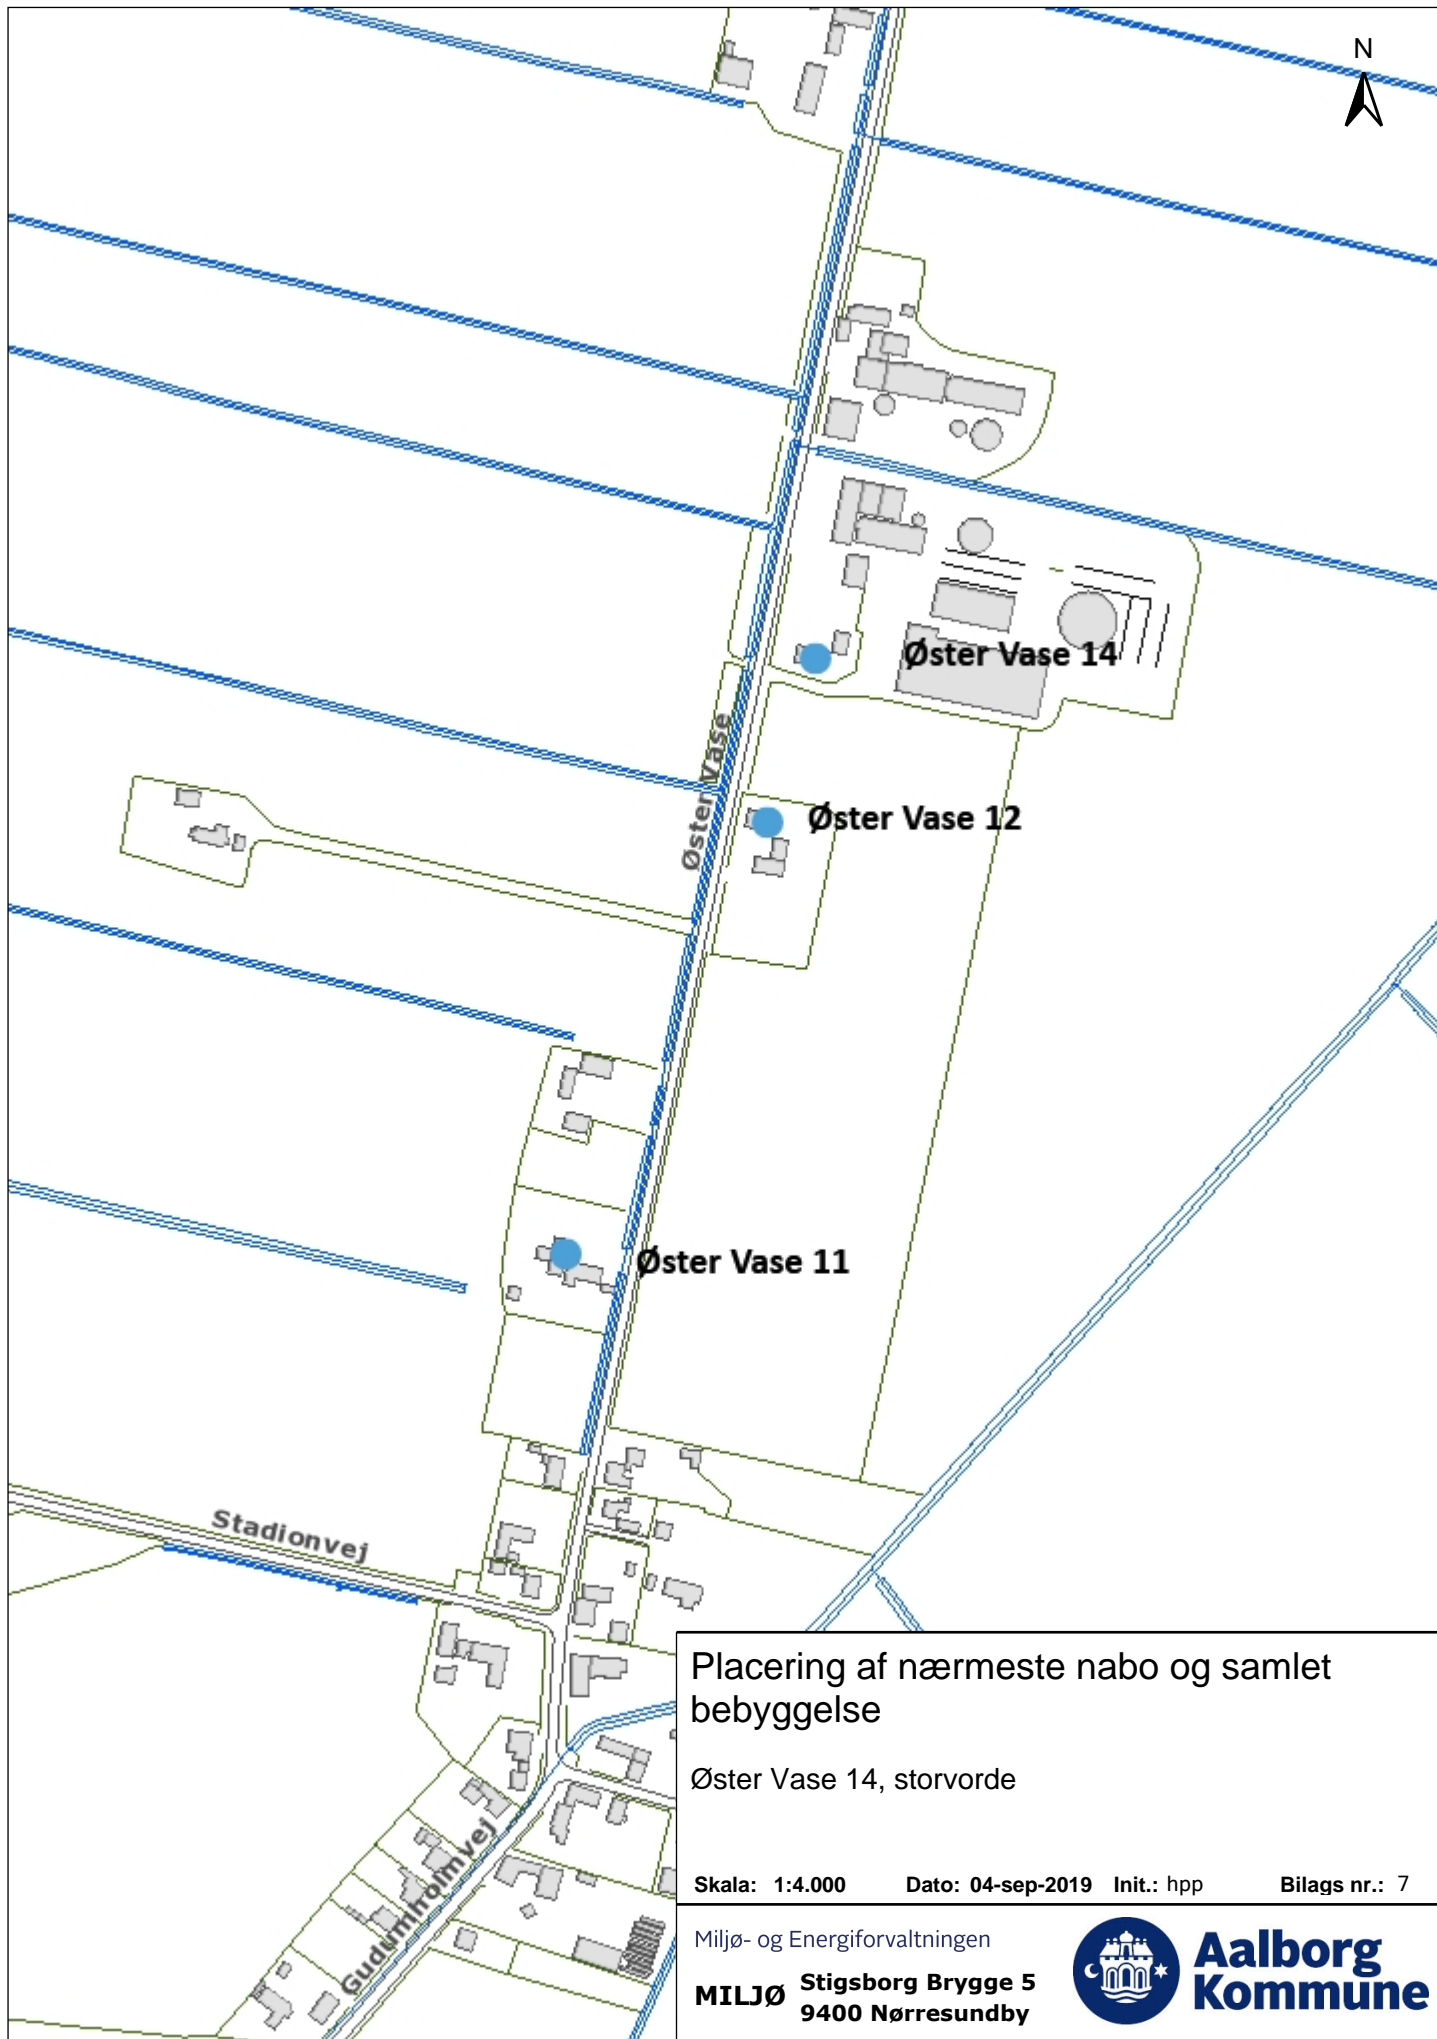 N
Øster Vase 14
Øster Vase
Øster Vase 12
Øster Vase 11
Stadionvej
Gudumholmvej
Placering af nærmeste nabo og samlet
bebyggelse
Øster Vase 14, storvorde
Skala: 1:4.000 Dato: 04-sep-2019 Init.: hpp Bilags nr.: 7
Miljø- og Energiforvaltningen
MILJØ Stigsborg Brygge 5
9400 Nørresundby
Aalborg
Kommune